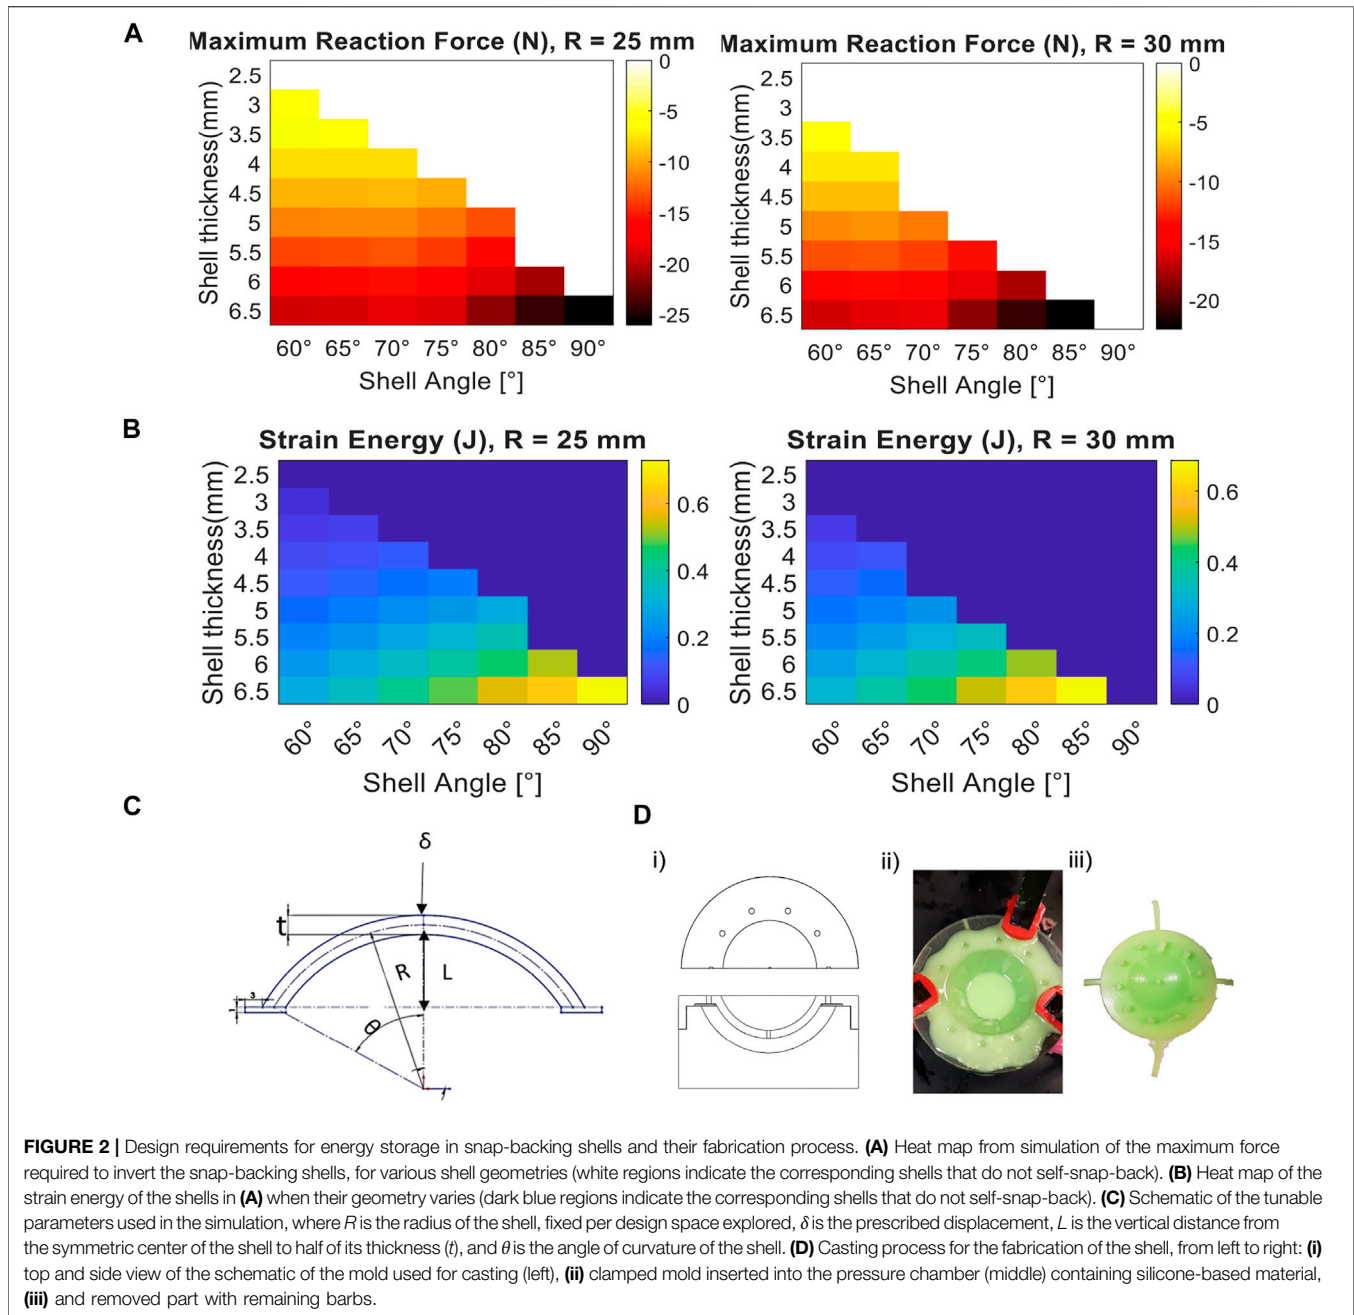 A
Maximum Reaction Force (N), R = 25 mm
Shell thickness(mm)
2.5
3
3.5
4
4.5
5
5.5
6
6.5
60° 65° 70° 75° 80° 85° 90°
Shell Angle [°]
0
-5
-10
-15
-20
-25
Maximum Reaction Force (N), R = 30 mm
Shell thickness(mm)
2.5
3
3.5
4
4.5
5
5.5
6
6.5
60° 65° 70° 75° 80° 85° 90°
Shell Angle [°]
0
-5
-10
-15
-20
B
Strain Energy (J), R = 25 mm
Shell thickness(mm)
2.5
3
3.5
4
4.5
5
5.5
6
6.5
60° 65° 70° 75° 80° 85° 90°
Shell Angle [°]
0.6
0.4
0.2
0
Strain Energy (J), R = 30 mm
Shell thickness(mm)
2.5
3
3.5
4
4.5
5
5.5
6
6.5
60° 65° 70° 75° 80° 85° 90°
Shell Angle [°]
0.6
0.4
0.2
0
C
δ
t
R
L
3
1
θ
D
i)
ii)
iii)
FIGURE 2 | Design requirements for energy storage in snap-backing shells and their fabrication process. (A) Heat map from simulation of the maximum force
required to invert the snap-backing shells, for various shell geometries (white regions indicate the corresponding shells that do not self-snap-back). (B) Heat map of the
strain energy of the shells in (A) when their geometry varies (dark blue regions indicate the corresponding shells that do not self-snap-back). (C) Schematic of the tunable
parameters used in the simulation, where R is the radius of the shell, fixed per design space explored, δ is the prescribed displacement, L is the vertical distance from
the symmetric center of the shell to half of its thickness (t), and θ is the angle of curvature of the shell. (D) Casting process for the fabrication of the shell, from left to right: (i)
top and side view of the schematic of the mold used for casting (left), (ii) clamped mold inserted into the pressure chamber (middle) containing silicone-based material,
(iii) and removed part with remaining barbs.